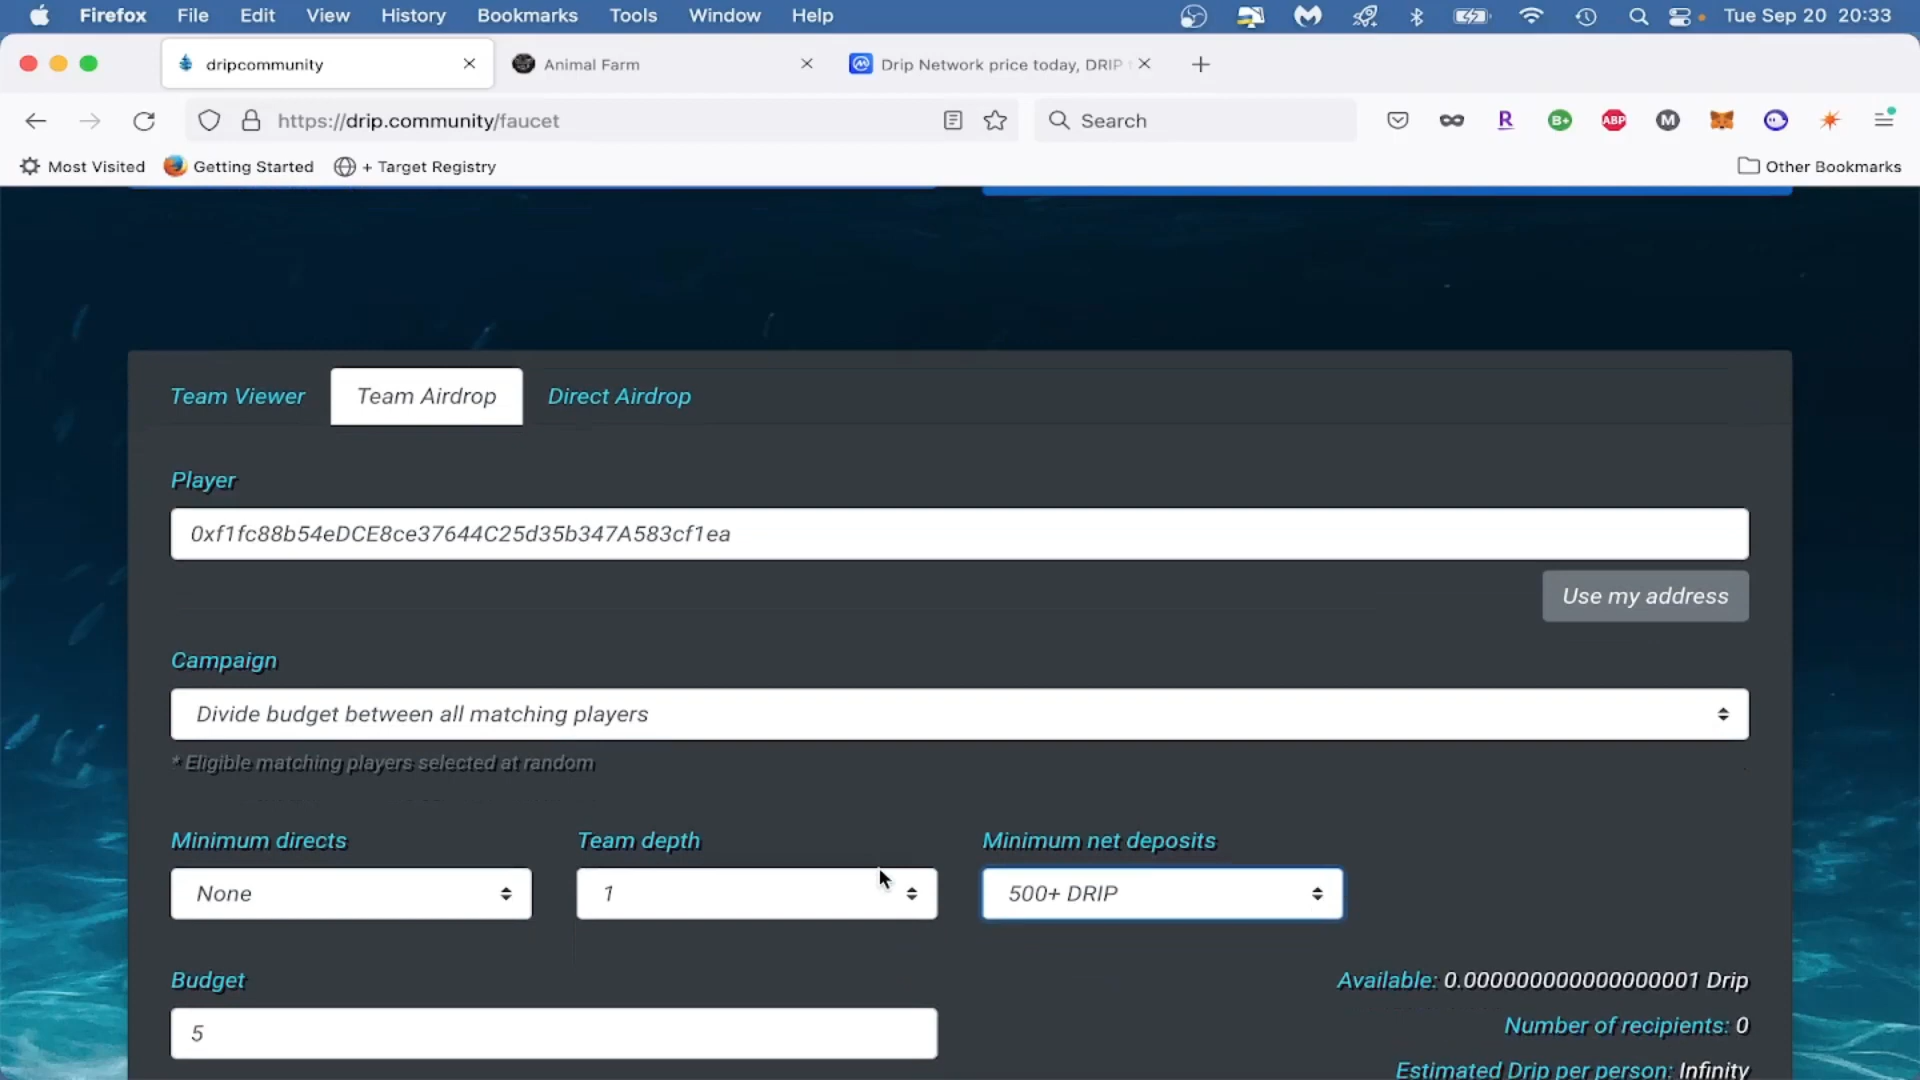 Firefox File Edit View History Bookmarks Tools Window Help Tue Sep 20 20:33
dripcommunity Animal Farm Drip Network price today, DRIP
https://drip.community/faucet Search
Most Visited Getting Started + Target Registry Other Bookmarks
Team Viewer Team Airdrop Direct Airdrop
Player
0xf1fc88b54eDCE8ce37644C25d35b347A583cf1ea
Use my address
Campaign
Divide budget between all matching players
* Eligible matching players selected at random
Minimum directs Team depth Minimum net deposits
None 1 500+ DRIP
Budget
Available: 0.000000000000000001 Drip
5
Number of recipients: 0
Estimated Drip per person: Infinity